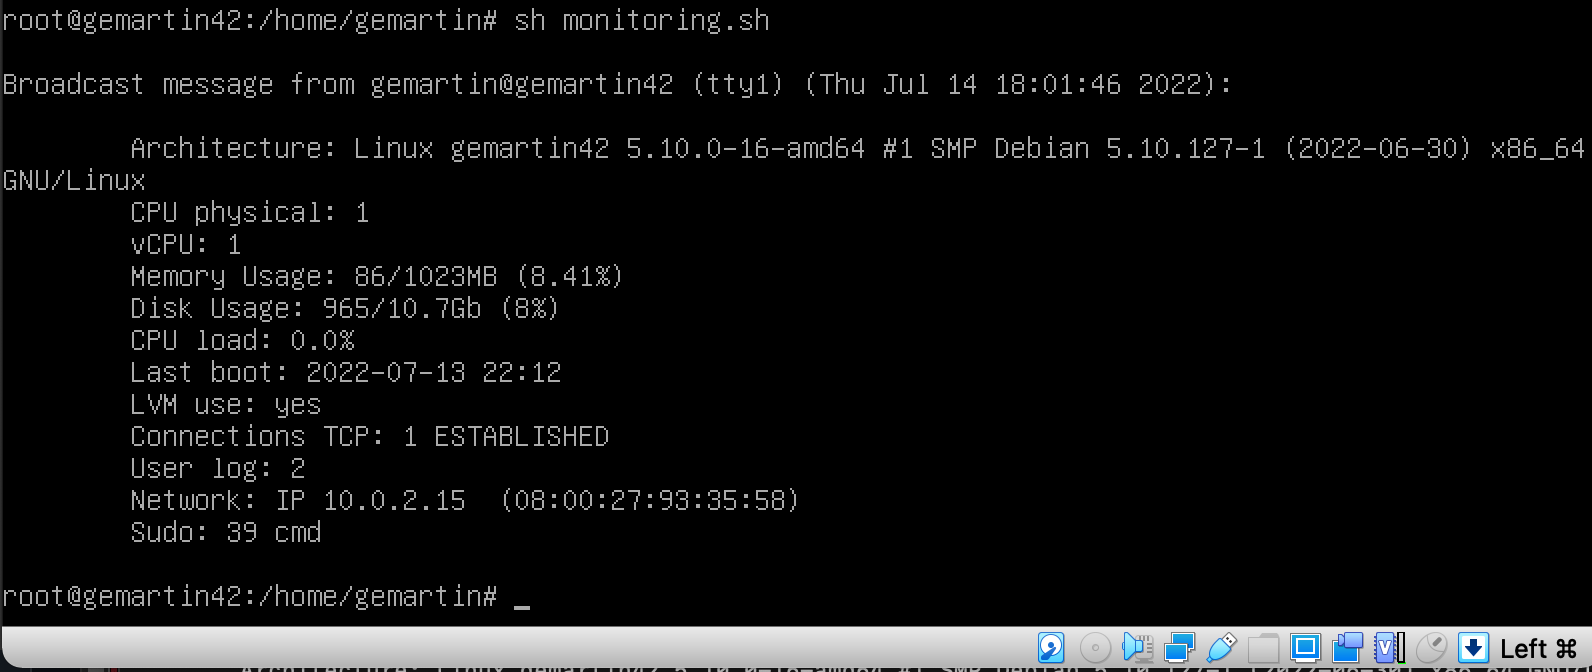 root@gemartin42:/home/gemartin# sh monitoring.sh
Broadcast message from gemartin@gemartin42 (tty1) (Thu Jul 14 18:01:46 2022):
Architecture: Linux gemartin42 5.10.0-16-amd64 #1 SMP Debian 5.10.127-1 (2022-06-30) x86_64
GNU/Linux
CPU physical: 1
vCPU: 1
Memory Usage: 86/1023MB (8.41%)
Disk Usage: 965/10.7Gb (8%)
CPU load: 0.0%
Last boot: 2022-07-13 22:12
LVM use: yes
Connections TCP: 1 ESTABLISHED
User log: 2
Network: IP 10.0.2.15  (08:00:27:93:35:58)
Sudo: 39 cmd
root@gemartin42:/home/gemartin# _
Left ⌘